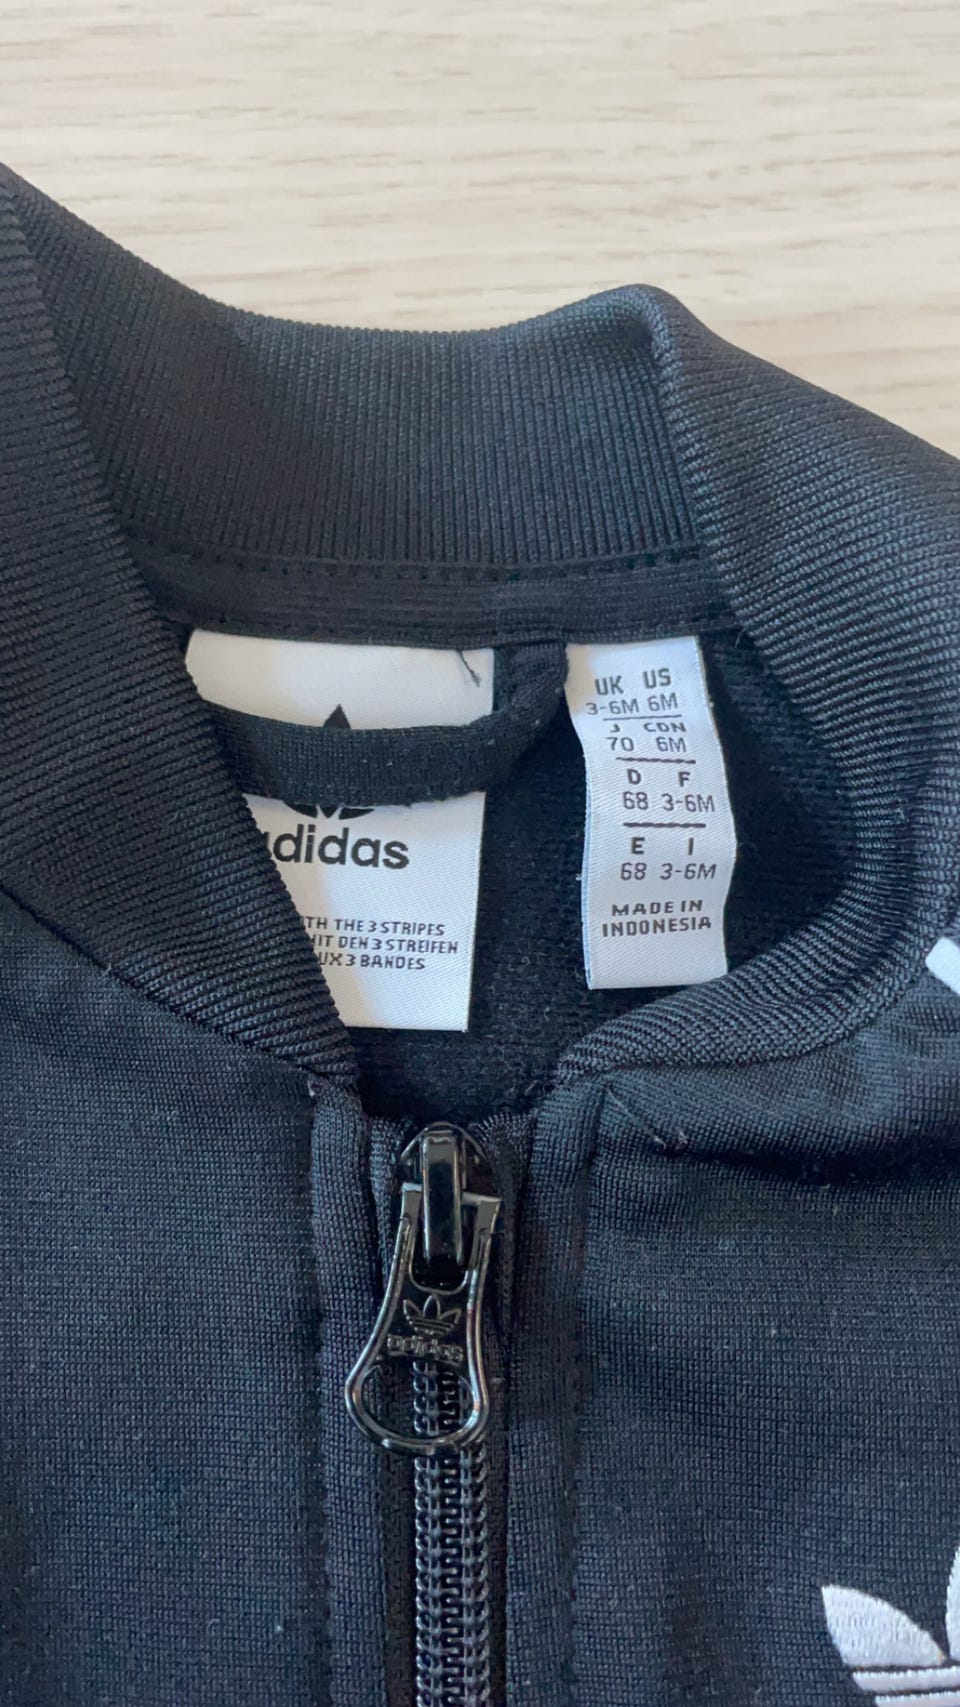 adidas
TH THE 3 STRIPES
MIT DEN 3 STREIFEN
UX 3 BANDES
UK US
3-6M 6M
J CDN
70 6M
D F
68 3-6M
E I
68 3-6M
MADE IN
INDONESIA
adidas